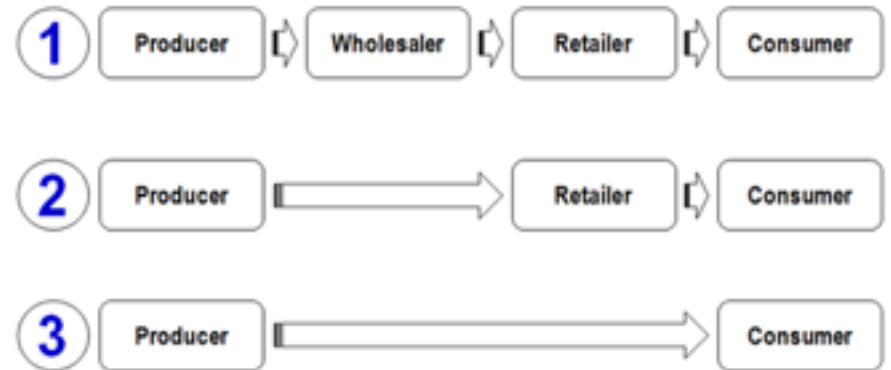 1 Producer Wholesaler Retailer Consumer
2 Producer Retailer Consumer
3 Producer Consumer